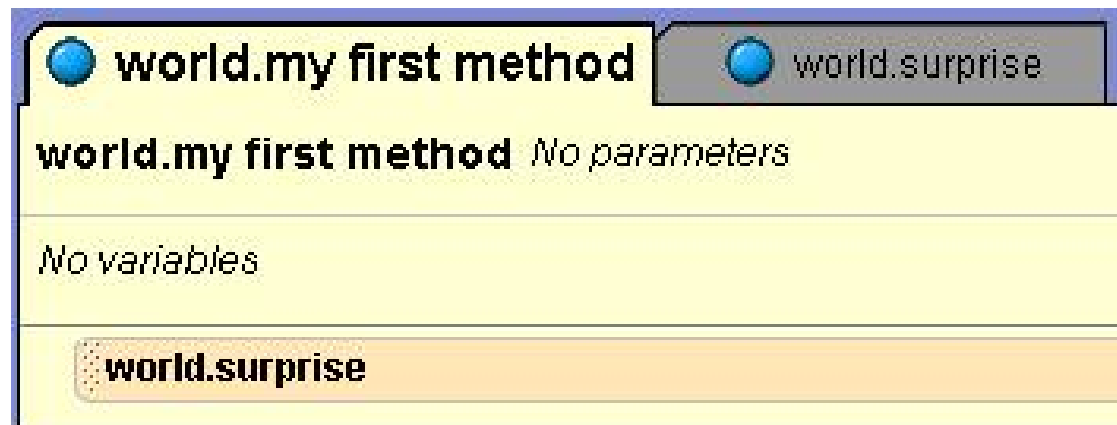 world.my first method world.surprise
world.my first method No parameters
No variables
world.surprise